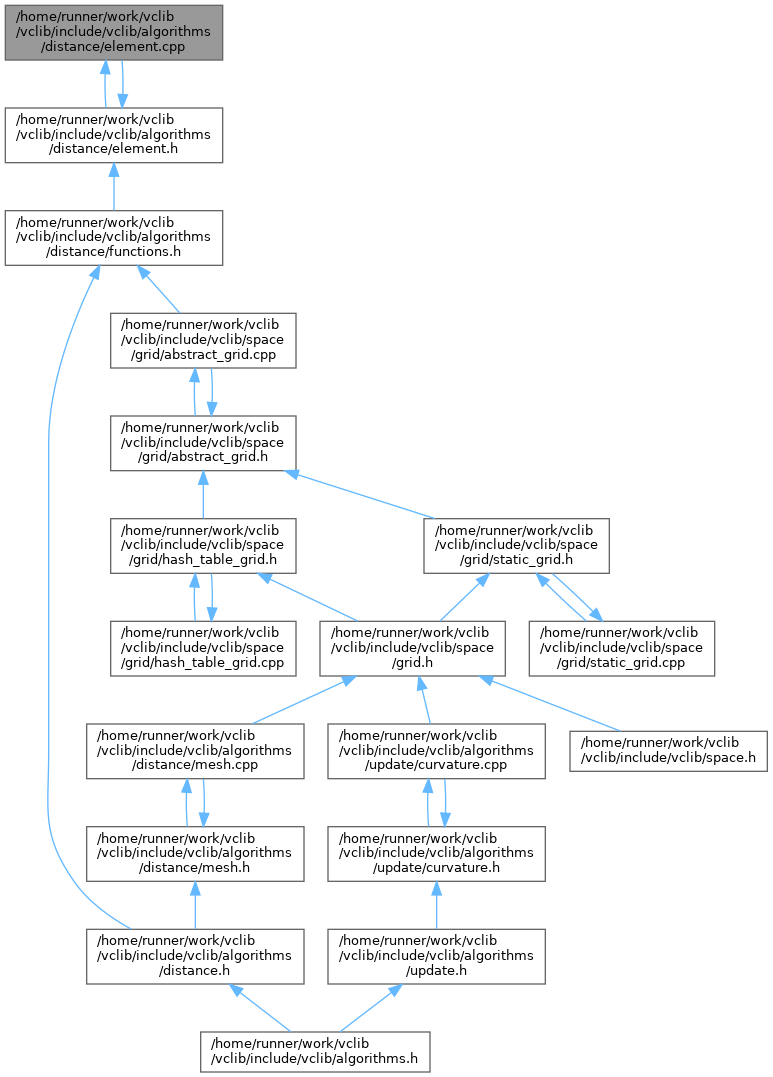 /home/runner/work/vclib
/vclib/include/vclib/algorithms
/distance/element.cpp
/home/runner/work/vclib
/vclib/include/vclib/algorithms
/distance/element.h
/home/runner/work/vclib
/vclib/include/vclib/algorithms
/distance/functions.h
/home/runner/work/vclib
/vclib/include/vclib/space
/grid/abstract_grid.cpp
/home/runner/work/vclib
/vclib/include/vclib/space
/grid/abstract_grid.h
/home/runner/work/vclib
/vclib/include/vclib/space
/grid/hash_table_grid.h
/home/runner/work/vclib
/vclib/include/vclib/space
/grid/static_grid.h
/home/runner/work/vclib
/vclib/include/vclib/space
/grid/hash_table_grid.cpp
/home/runner/work/vclib
/vclib/include/vclib/space
/grid.h
/home/runner/work/vclib
/vclib/include/vclib/space
/grid/static_grid.cpp
/home/runner/work/vclib
/vclib/include/vclib/algorithms
/distance/mesh.cpp
/home/runner/work/vclib
/vclib/include/vclib/algorithms
/update/curvature.cpp
/home/runner/work/vclib
/vclib/include/vclib/space.h
/home/runner/work/vclib
/vclib/include/vclib/algorithms
/distance/mesh.h
/home/runner/work/vclib
/vclib/include/vclib/algorithms
/update/curvature.h
/home/runner/work/vclib
/vclib/include/vclib/algorithms
/distance.h
/home/runner/work/vclib
/vclib/include/vclib/algorithms
/update.h
/home/runner/work/vclib
/vclib/include/vclib/algorithms.h